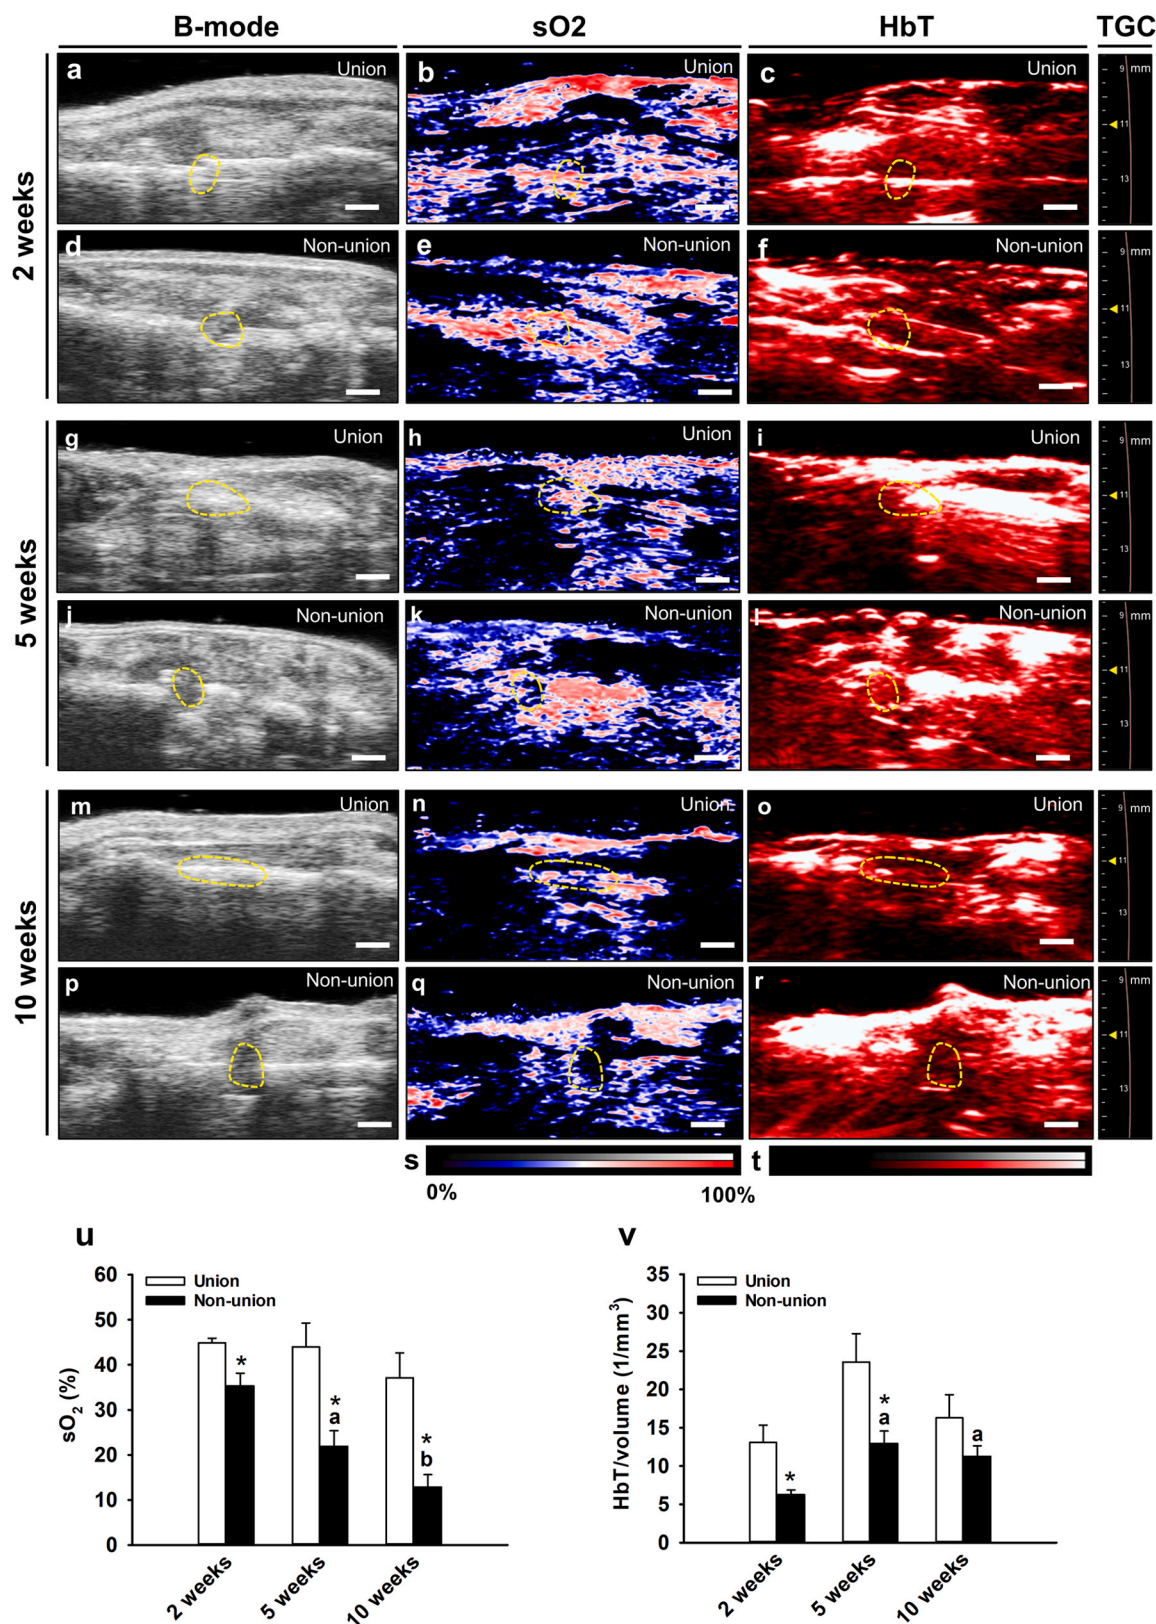 B-mode sO2 HbT TGC
2 weeks
a Union b Union c Union 9 mm
11
13
d Non-union e Non-union f Non-union 9 mm
11
13
5 weeks
g Union h Union i Union 9 mm
11
13
j Non-union k Non-union l Non-union 9 mm
11
13
10 weeks
m Union n Union o Union 9 mm
11
13
p Non-union q Non-union r Non-union 9 mm
11
13
s t
0% 100%
u
60
50
40
30
20
10
0
sO2 (%)
Union
Non-union
*
*
a
*
b
2 weeks 5 weeks 10 weeks
v
35
30
25
20
15
10
5
0
HbT/volume (1/mm³)
Union
Non-union
*
*
a
a
2 weeks 5 weeks 10 weeks